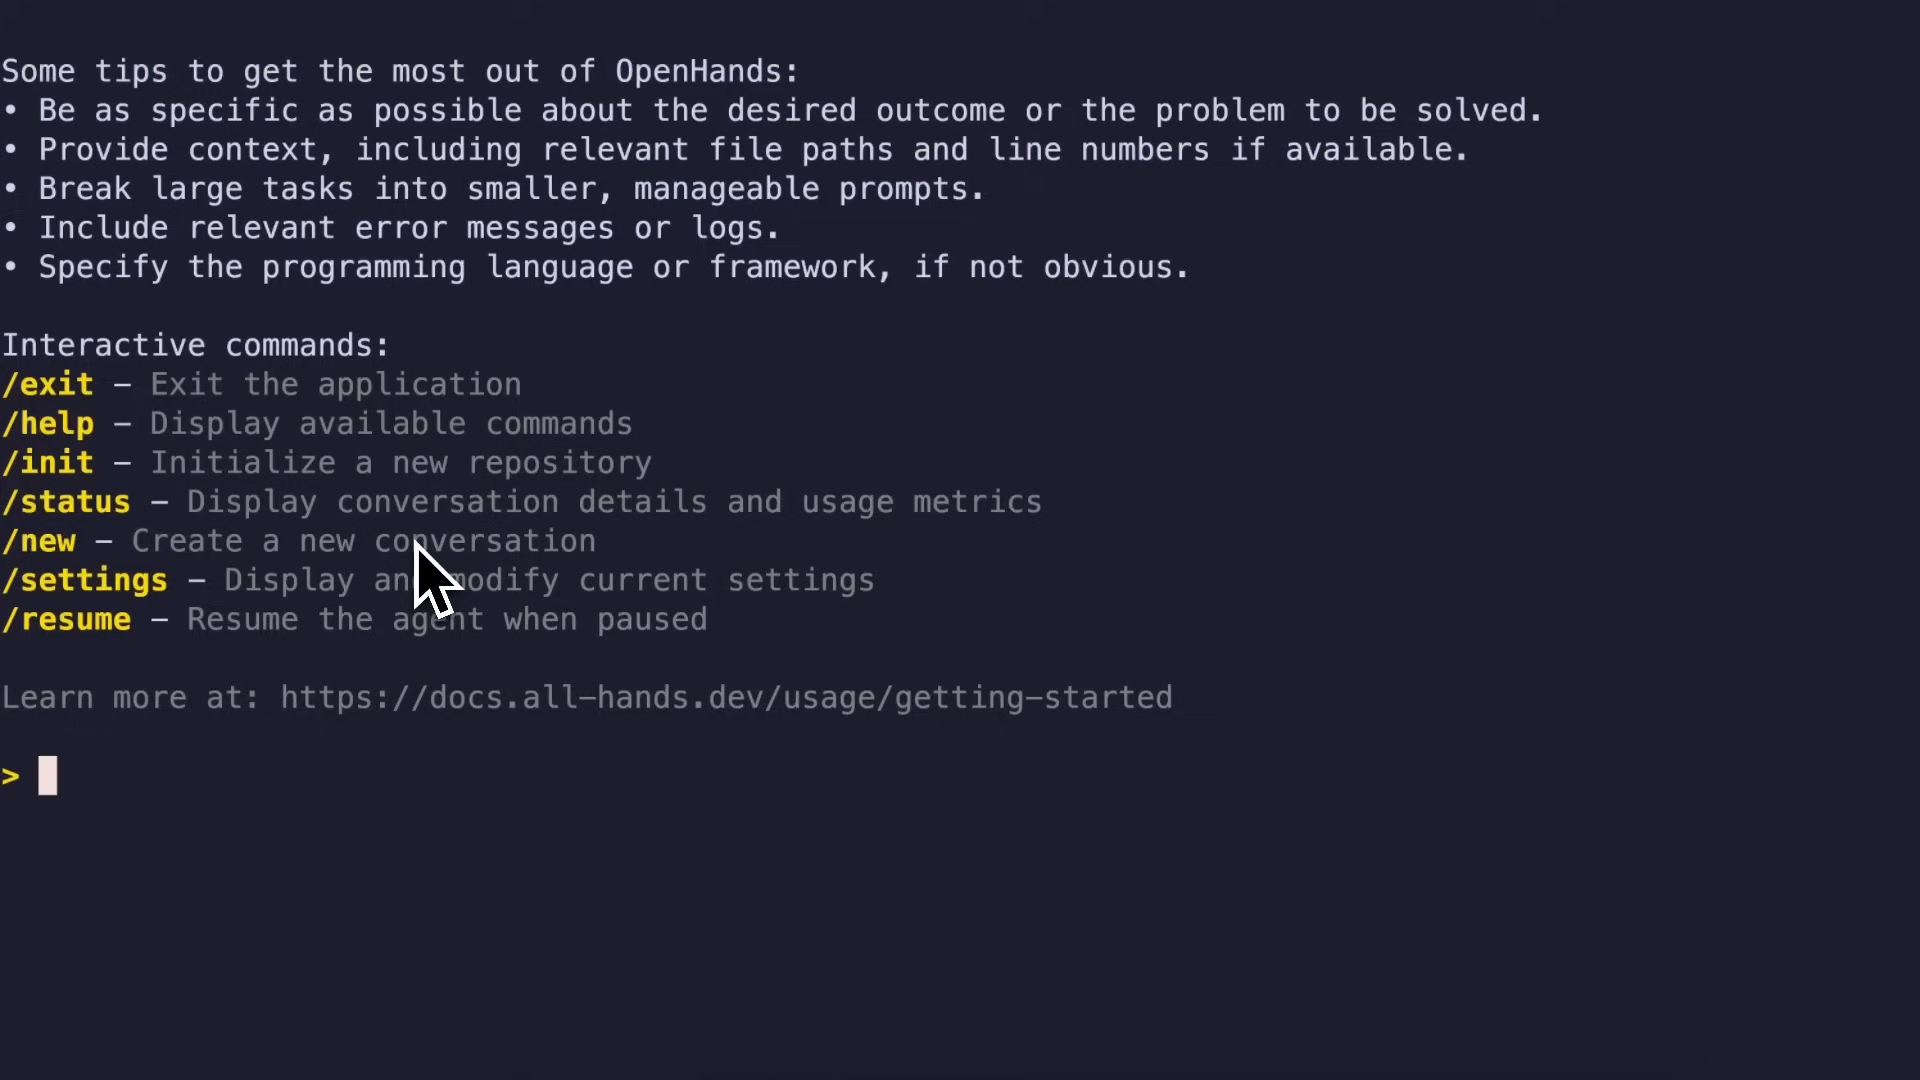 Some tips to get the most out of OpenHands:
• Be as specific as possible about the desired outcome or the problem to be solved.
• Provide context, including relevant file paths and line numbers if available.
• Break large tasks into smaller, manageable prompts.
• Include relevant error messages or logs.
• Specify the programming language or framework, if not obvious.
Interactive commands:
/exit – Exit the application
/help – Display available commands
/init – Initialize a new repository
/status – Display conversation details and usage metrics
/new – Create a new conversation
/settings – Display and modify current settings
/resume – Resume the agent when paused
Learn more at: https://docs.all-hands.dev/usage/getting-started
>